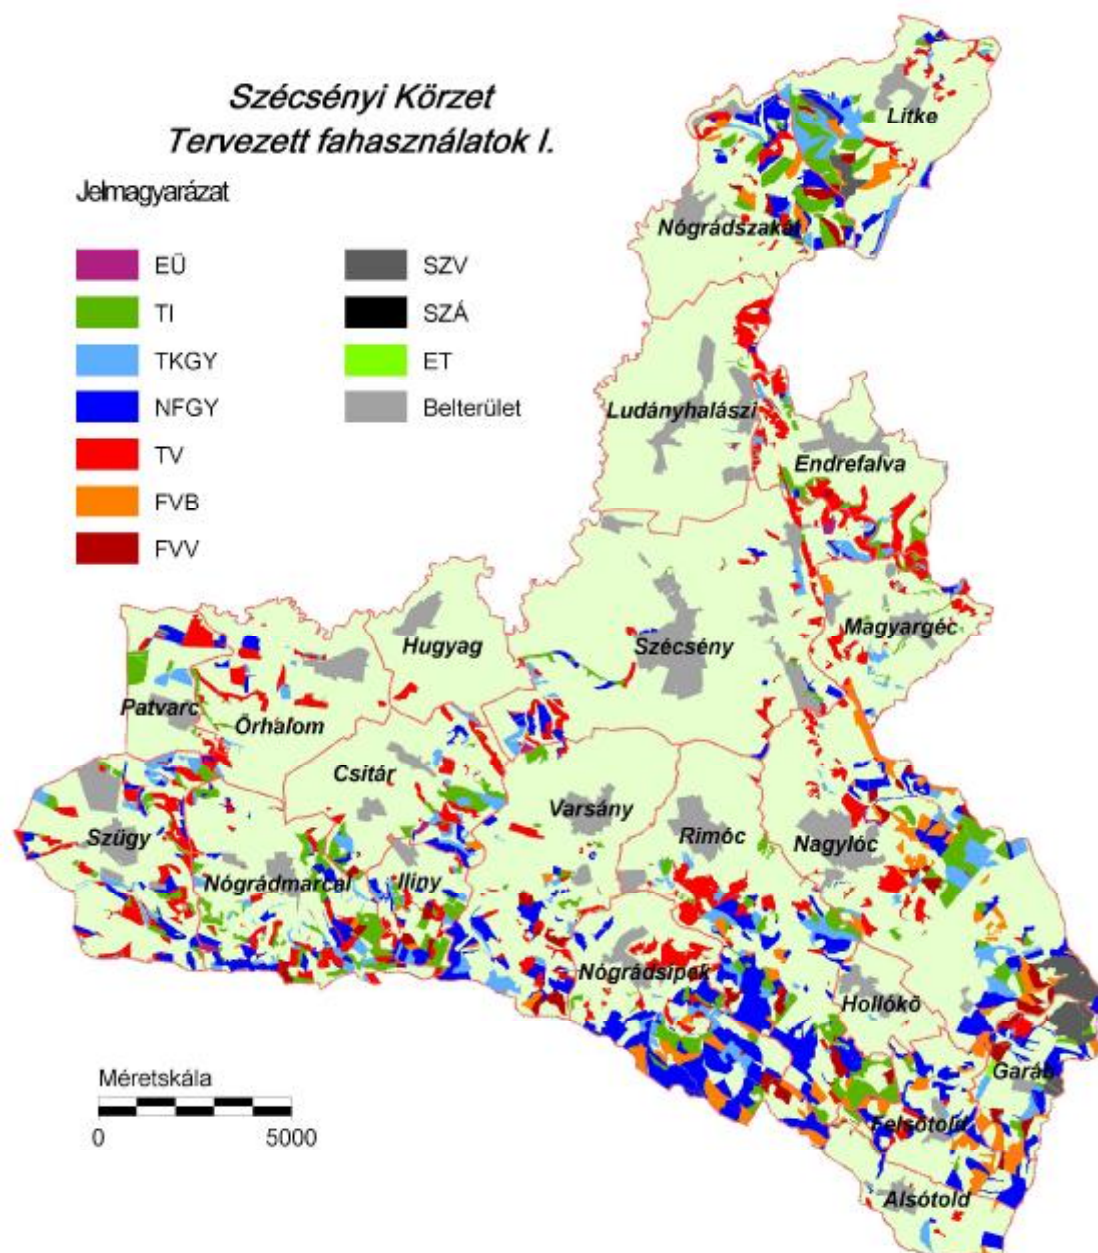 Szécsényi Körzet
Tervezett fahasználatok I.
Jelmagyarázat
EÜ
TI
TKGY
NFGY
TV
FVB
FVV
SZV
SZÁ
ET
Belterület
Litke
Nógrádszakál
Ludányhalászi
Endrefalva
Magyargéc
Szécsény
Hugyag
Patvarc
Őrhalom
Csitár
Varsány
Rimóc
Nagylóc
Szügy
Nógrádmarcal
Iliny
Nógrádsipek
Hollókő
Garáb
Felsőtold
Alsótold
Méretskála
0 5000